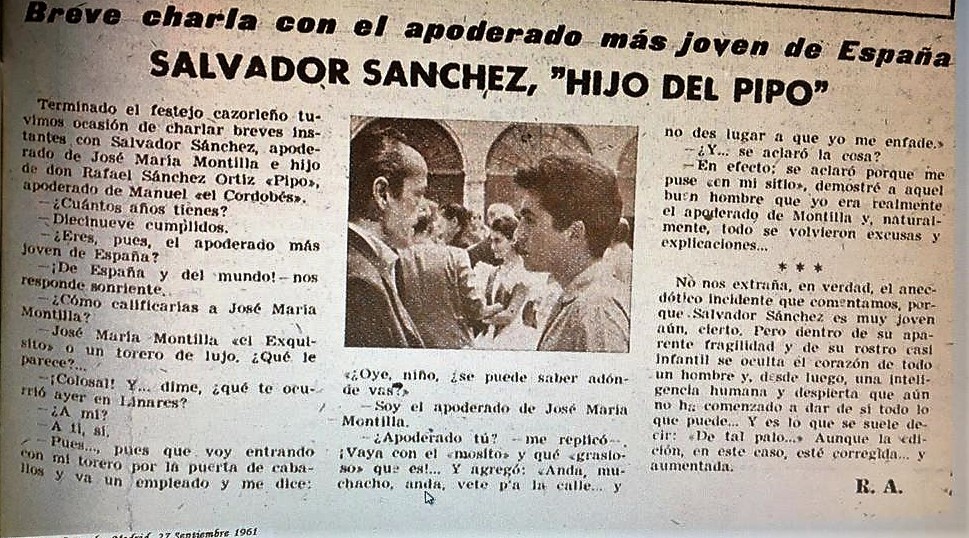 Breve charla con el apoderado más joven de España
SALVADOR SANCHEZ, "HIJO DEL PIPO"
Terminado el festejo cazorleño tu-
vimos ocasión de charlar breves ins-
tantes con Salvador Sánchez, apode-
rado de José María Montilla e hijo
de don Rafael Sánchez Ortiz «Pipo»,
apoderado de Manuel «el Cordobés».
—¿Cuántos años tienes?
—Diecinueve cumplidos.
—¿Eres, pues, el apoderado más
joven de España?
—¡De España y del mundo!—nos
responde sonriente.
—¿Cómo calificarías a José María
Montilla?
—José María Montilla «el Exqui-
sito» o un torero de lujo. ¿Qué le
parece?...
—¡Colosal! Y... dime, ¿qué te ocu-
rrió ayer en Linares?
—¿A mí?
—A ti, sí.
—Pues..., pues que voy entrando
con mi torero por la puerta de caba-
llos y va un empleado y me dice:
«¿Oye, niño, ¿se puede saber adón-
de vas?»
—Soy el apoderado de José María
Montilla.
—¿Apoderado tú? —me replicó—.
¡Vaya con el «mosito» y qué «grasio-
so» que es!... Y agregó: «Anda, mu-
chacho, anda, vete p'a la calle... y
no des lugar a que yo me enfade.»
—¿Y... se aclaró la cosa?
—En efecto; se aclaró porque me
puse «en mi sitio», demostré a aquel
buen hombre que yo era realmente
el apoderado de Montilla y, natural-
mente, todo se volvieron excusas y
explicaciones...
* * *
No nos extraña, en verdad, el anec-
dótico incidente que comentamos, por-
que Salvador Sánchez es muy joven
aún, cierto. Pero dentro de su apa-
rente fragilidad y de su rostro casi
infantil se oculta el corazón de todo
un hombre y, desde luego, una inteli-
gencia humana y despierta que aún
no ha comenzado a dar de sí todo lo
que puede... Y es lo que se suele de-
cir: «De tal palo...» Aunque la edi-
ción, en este caso, esté corregida... y
aumentada.
R. A.
Madrid, 27 Septiembre 1961